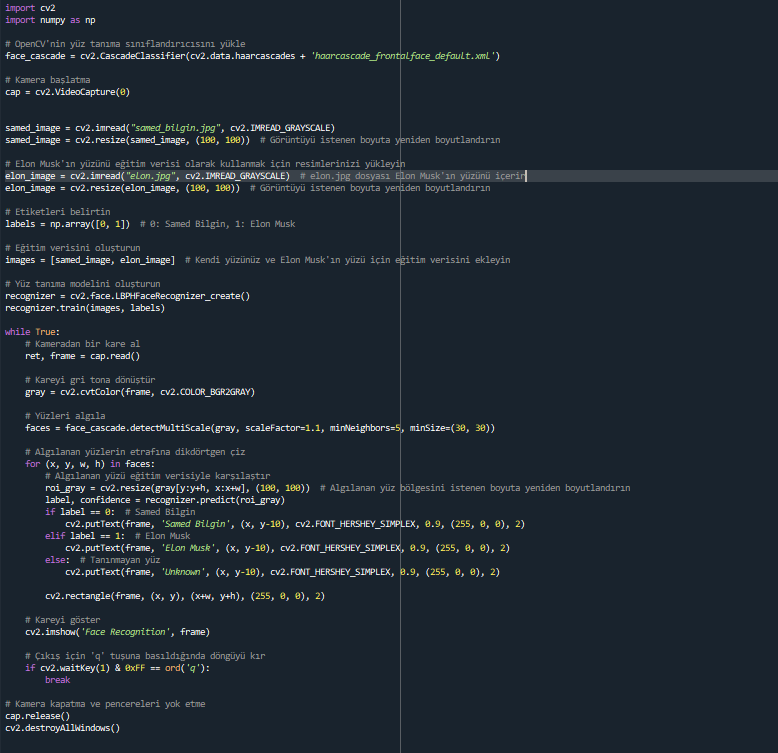 import cv2
import numpy as np
# OpenCV'nin yüz tanıma sınıflandırıcısını yükle
face_cascade = cv2.CascadeClassifier(cv2.data.haarcascades + 'haarcascade_frontalface_default.xml')
# Kamera başlatma
cap = cv2.VideoCapture(0)
samed_image = cv2.imread("samed_bilgin.jpg", cv2.IMREAD_GRAYSCALE)
samed_image = cv2.resize(samed_image, (100, 100))  # Görüntüyü istenen boyuta yeniden boyutlandırın
# Elon Musk'ın yüzünü eğitim verisi olarak kullanmak için resimlerinizi yükleyin
elon_image = cv2.imread("elon.jpg", cv2.IMREAD_GRAYSCALE)  # elon.jpg dosyası Elon Musk'ın yüzünü içerir
elon_image = cv2.resize(elon_image, (100, 100))  # Görüntüyü istenen boyuta yeniden boyutlandırın
# Etiketleri belirtin
labels = np.array([0, 1])  # 0: Samed Bilgin, 1: Elon Musk
# Eğitim verisini oluşturun
images = [samed_image, elon_image]  # Kendi yüzünüz ve Elon Musk'ın yüzü için eğitim verisini ekleyin
# Yüz tanıma modelini oluşturun
recognizer = cv2.face.LBPHFaceRecognizer_create()
recognizer.train(images, labels)
while True:
    # Kameradan bir kare al
    ret, frame = cap.read()
    # Kareyi gri tona dönüştür
    gray = cv2.cvtColor(frame, cv2.COLOR_BGR2GRAY)
    # Yüzleri algıla
    faces = face_cascade.detectMultiScale(gray, scaleFactor=1.1, minNeighbors=5, minSize=(30, 30))
    # Algılanan yüzlerin etrafına dikdörtgen çiz
    for (x, y, w, h) in faces:
        # Algılanan yüzü eğitim verisiyle karşılaştır
        roi_gray = cv2.resize(gray[y:y+h, x:x+w], (100, 100))  # Algılanan yüz bölgesini istenen boyuta yeniden boyutlandırın
        label, confidence = recognizer.predict(roi_gray)
        if label == 0:  # Samed Bilgin
            cv2.putText(frame, 'Samed Bilgin', (x, y-10), cv2.FONT_HERSHEY_SIMPLEX, 0.9, (255, 0, 0), 2)
        elif label == 1:  # Elon Musk
            cv2.putText(frame, 'Elon Musk', (x, y-10), cv2.FONT_HERSHEY_SIMPLEX, 0.9, (255, 0, 0), 2)
        else:  # Tanınmayan yüz
            cv2.putText(frame, 'Unknown', (x, y-10), cv2.FONT_HERSHEY_SIMPLEX, 0.9, (255, 0, 0), 2)
        cv2.rectangle(frame, (x, y), (x+w, y+h), (255, 0, 0), 2)
    # Kareyi göster
    cv2.imshow('Face Recognition', frame)
    # Çıkış için 'q' tuşuna basıldığında döngüyü kır
    if cv2.waitKey(1) & 0xFF == ord('q'):
        break
# Kamera kapatma ve pencereleri yok etme
cap.release()
cv2.destroyAllWindows()